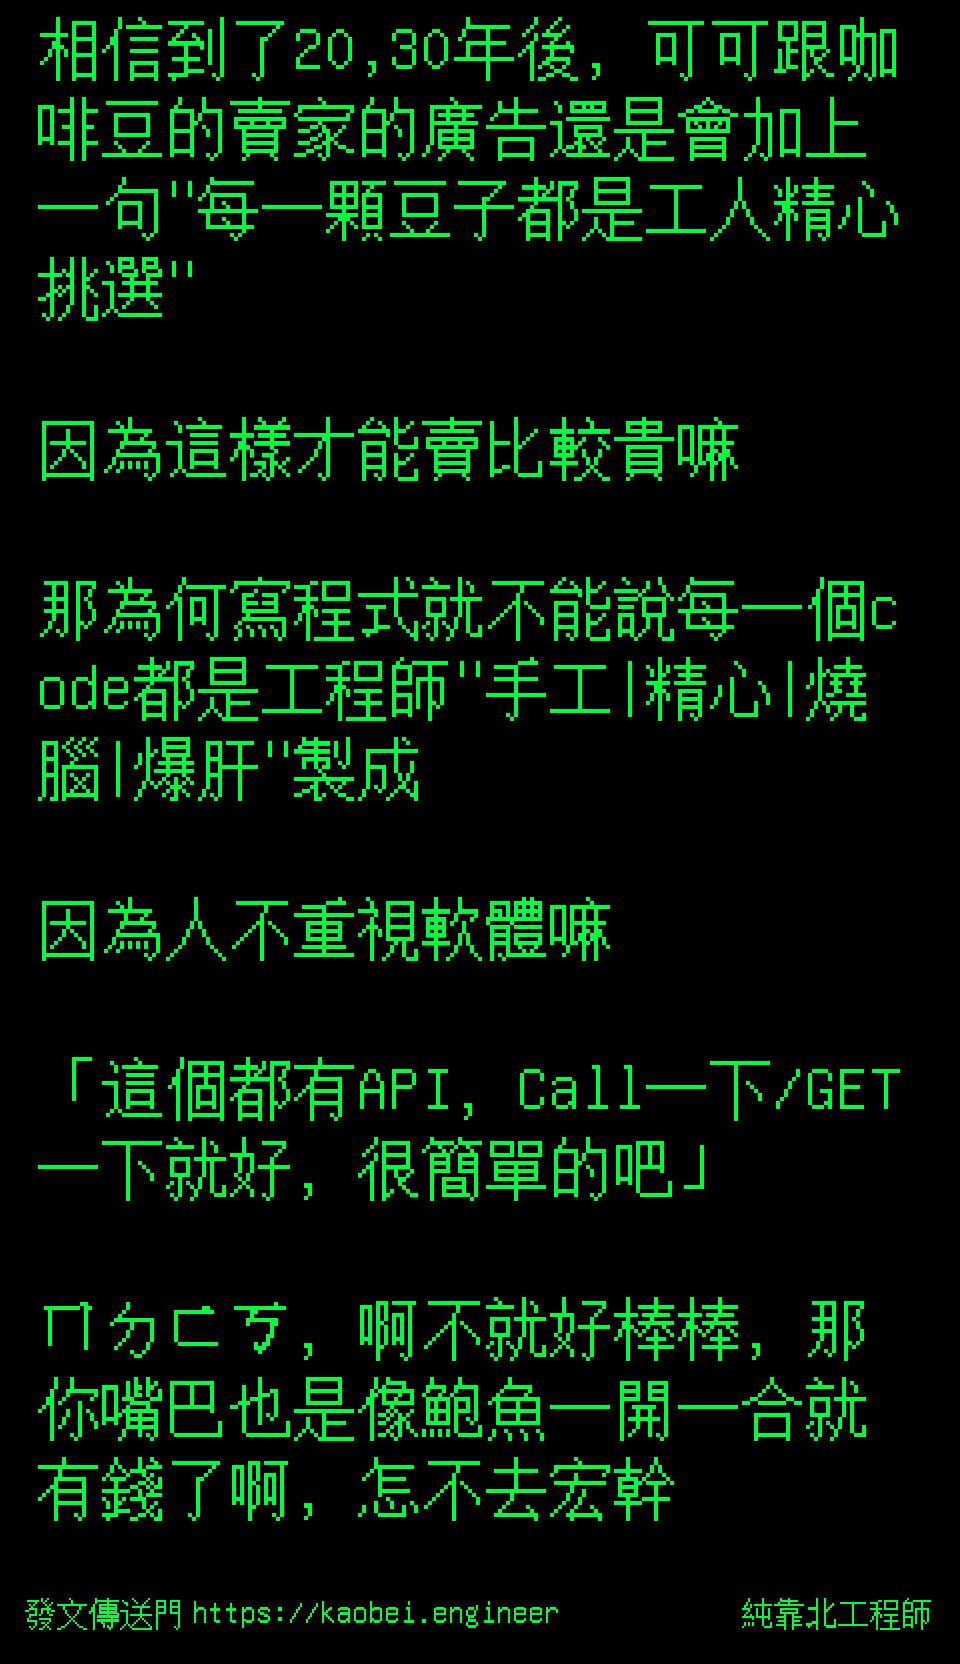 相信到了20,30年後, 可可跟咖
啡豆的賣家的廣告還是會加上
一句"每一顆豆子都是工人精心
挑選"
因為這樣才能賣比較貴嘛
那為何寫程式就不能說每一個c
ode都是工程師"手工|精心|燒
腦|爆肝"製成
因為人不重視軟體嘛
「這個都有API, Call一下/GET
一下就好, 很簡單的吧」
ㄇㄉㄈㄎ, 啊不就好棒棒, 那
你嘴巴也是像鮑魚一開一合就
有錢了啊, 怎不去宏幹
發文傳送門 https://kaobei.engineer
純靠北工程師